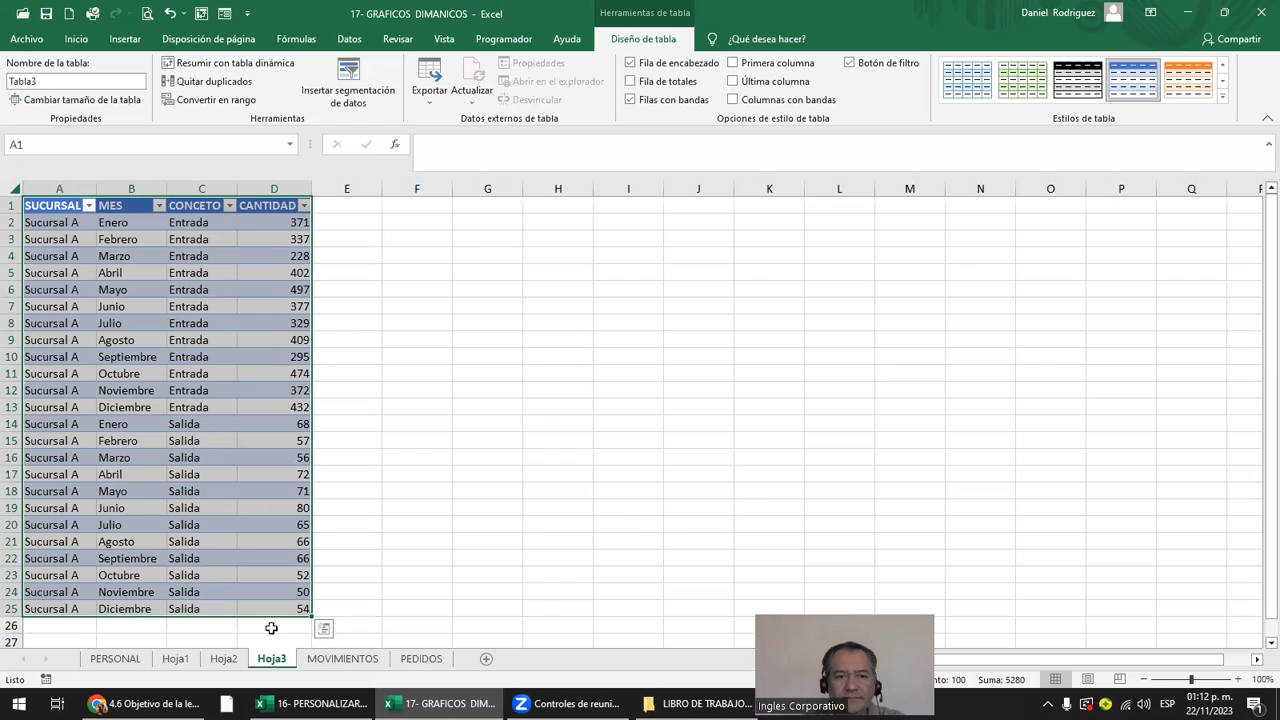 17- GRAFICOS DIMANICOS - Excel
Herramientas de tabla
Daniel Rodriguez
Archivo Inicio Insertar Disposición de página Fórmulas Datos Revisar Vista Programador Ayuda Diseño de tabla ¿Qué desea hacer? Compartir
Nombre de la tabla:
Tabla3
Cambiar tamaño de la tabla
Propiedades
Resumir con tabla dinámica
Quitar duplicados
Convertir en rango
Insertar segmentación
de datos
Herramientas
Exportar Actualizar
Propiedades
Abrir en el explorador
Desvincular
Datos externos de tabla
Fila de encabezado Primera columna Botón de filtro
Fila de totales Última columna
Filas con bandas Columnas con bandas
Opciones de estilo de tabla
Estilos de tabla
A1 fx
A B C D E F G H I J K L M N O P Q
1 SUCURSAL MES CONCETO CANTIDAD
2 Sucursal A Enero Entrada 371
3 Sucursal A Febrero Entrada 337
4 Sucursal A Marzo Entrada 228
5 Sucursal A Abril Entrada 402
6 Sucursal A Mayo Entrada 497
7 Sucursal A Junio Entrada 377
8 Sucursal A Julio Entrada 329
9 Sucursal A Agosto Entrada 409
10 Sucursal A Septiembre Entrada 295
11 Sucursal A Octubre Entrada 474
12 Sucursal A Noviembre Entrada 372
13 Sucursal A Diciembre Entrada 432
14 Sucursal A Enero Salida 68
15 Sucursal A Febrero Salida 57
16 Sucursal A Marzo Salida 56
17 Sucursal A Abril Salida 72
18 Sucursal A Mayo Salida 71
19 Sucursal A Junio Salida 80
20 Sucursal A Julio Salida 65
21 Sucursal A Agosto Salida 66
22 Sucursal A Septiembre Salida 66
23 Sucursal A Octubre Salida 52
24 Sucursal A Noviembre Salida 50
25 Sucursal A Diciembre Salida 54
26
27
PERSONAL Hoja1 Hoja2 Hoja3 MOVIMIENTOS PEDIDOS
Listo
Suma: 5280
100%
Ingles Corporativo
4.6 Objetivo de la le...
16- PERSONALIZAR...
17- GRAFICOS DIM...
Controles de reuni...
LIBRO DE TRABAJO...
ESP
01:12 p. m.
22/11/2023